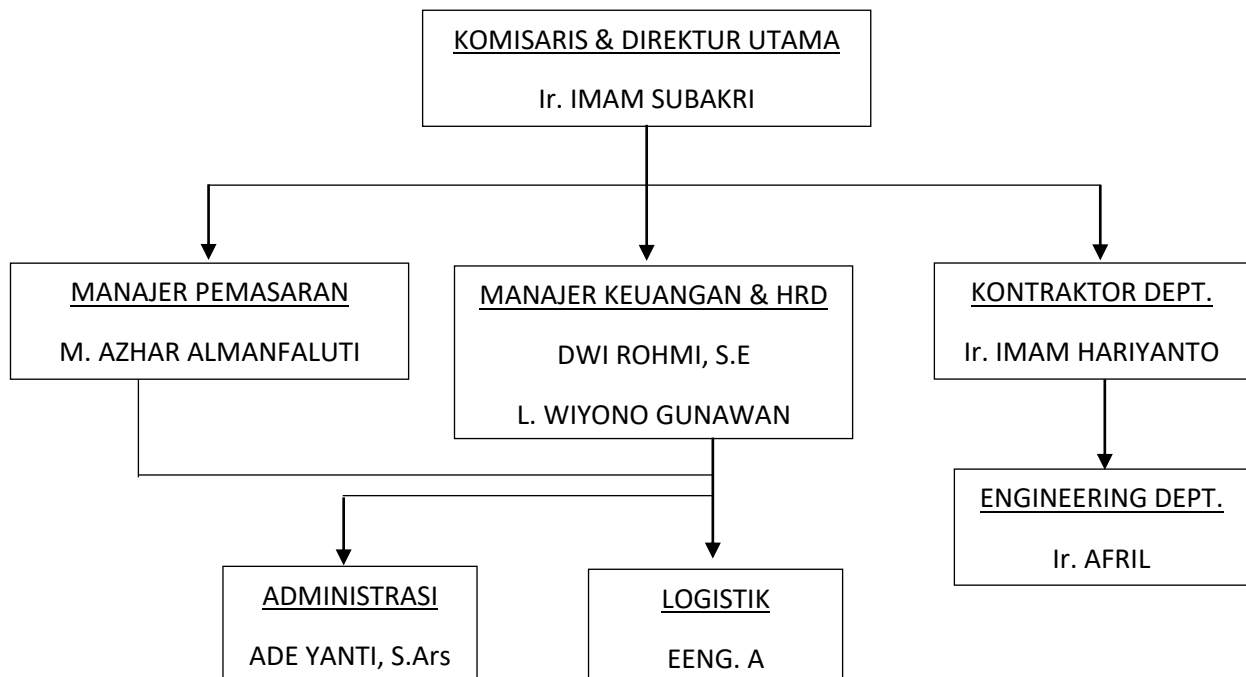 KOMISARIS & DIREKTUR UTAMA
Ir. IMAM SUBAKRI
MANAJER PEMASARAN
M. AZHAR ALMANFALUTI
MANAJER KEUANGAN & HRD
DWI ROHMI, S.E
L. WIYONO GUNAWAN
KONTRAKTOR DEPT.
Ir. IMAM HARIYANTO
ENGINEERING DEPT.
Ir. AFRIL
ADMINISTRASI
ADE YANTI, S.Ars
LOGISTIK
EENG. A